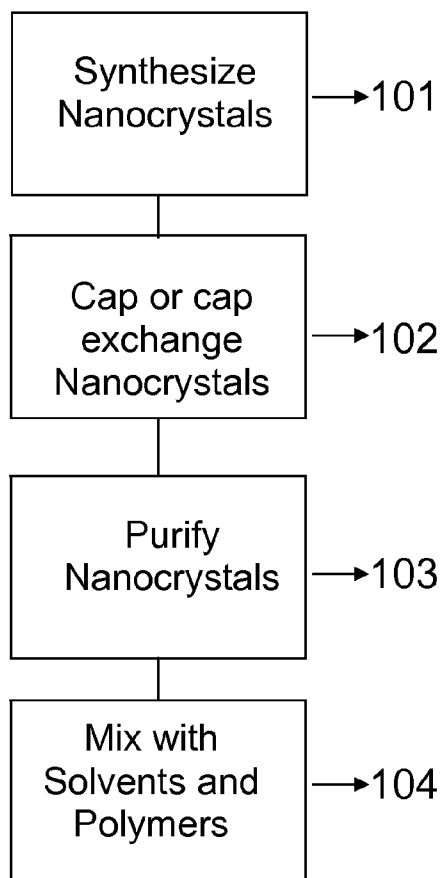 Synthesize
Nanocrystals
101
Cap or cap
exchange
Nanocrystals
102
Purify
Nanocrystals
103
Mix with
Solvents and
Polymers
104